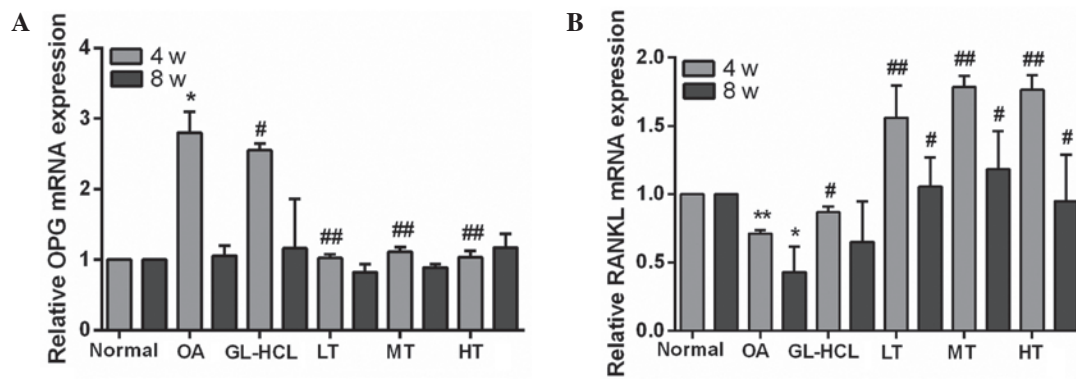 A
Relative OPG mRNA expression
4
3
2
1
0
4 w
8 w
*
#
##
##
##
Normal OA GL-HCL LT MT HT
B
Relative RANKL mRNA expression
2.0
1.5
1.0
0.5
0.0
4 w
8 w
**
*
#
##
#
##
#
##
#
Normal OA GL-HCL LT MT HT